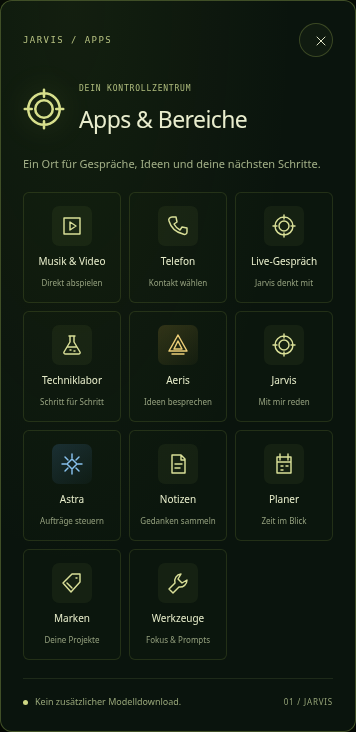 JARVIS / APPS
DEIN KONTROLLZENTRUM
Apps & Bereiche
Ein Ort für Gespräche, Ideen und deine nächsten Schritte.
Musik & Video
Direkt abspielen
Telefon
Kontakt wählen
Live-Gespräch
Jarvis denkt mit
Techniklabor
Schritt für Schritt
Aeris
Ideen besprechen
Jarvis
Mit mir reden
Astra
Aufträge steuern
Notizen
Gedanken sammeln
Planer
Zeit im Blick
Marken
Deine Projekte
Werkzeuge
Fokus & Prompts
Kein zusätzlicher Modelldownload.
01 / JARVIS